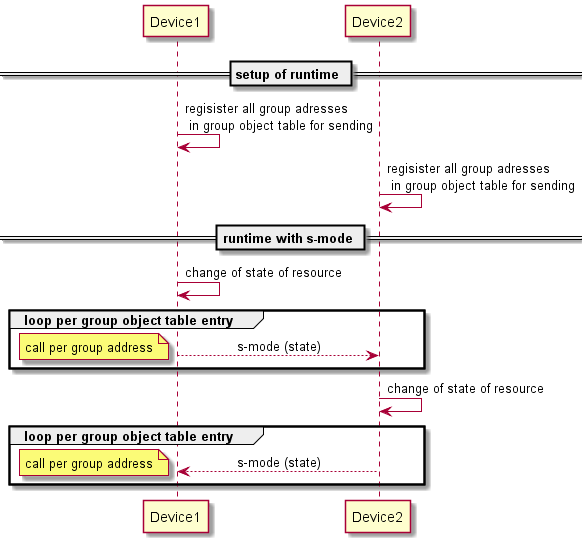 Device1
Device2
setup of runtime
regisister all group adresses
in group object table for sending
regisister all group adresses
in group object table for sending
runtime with s-mode
change of state of resource
loop per group object table entry
call per group address
s-mode (state)
change of state of resource
loop per group object table entry
call per group address
s-mode (state)
Device1
Device2